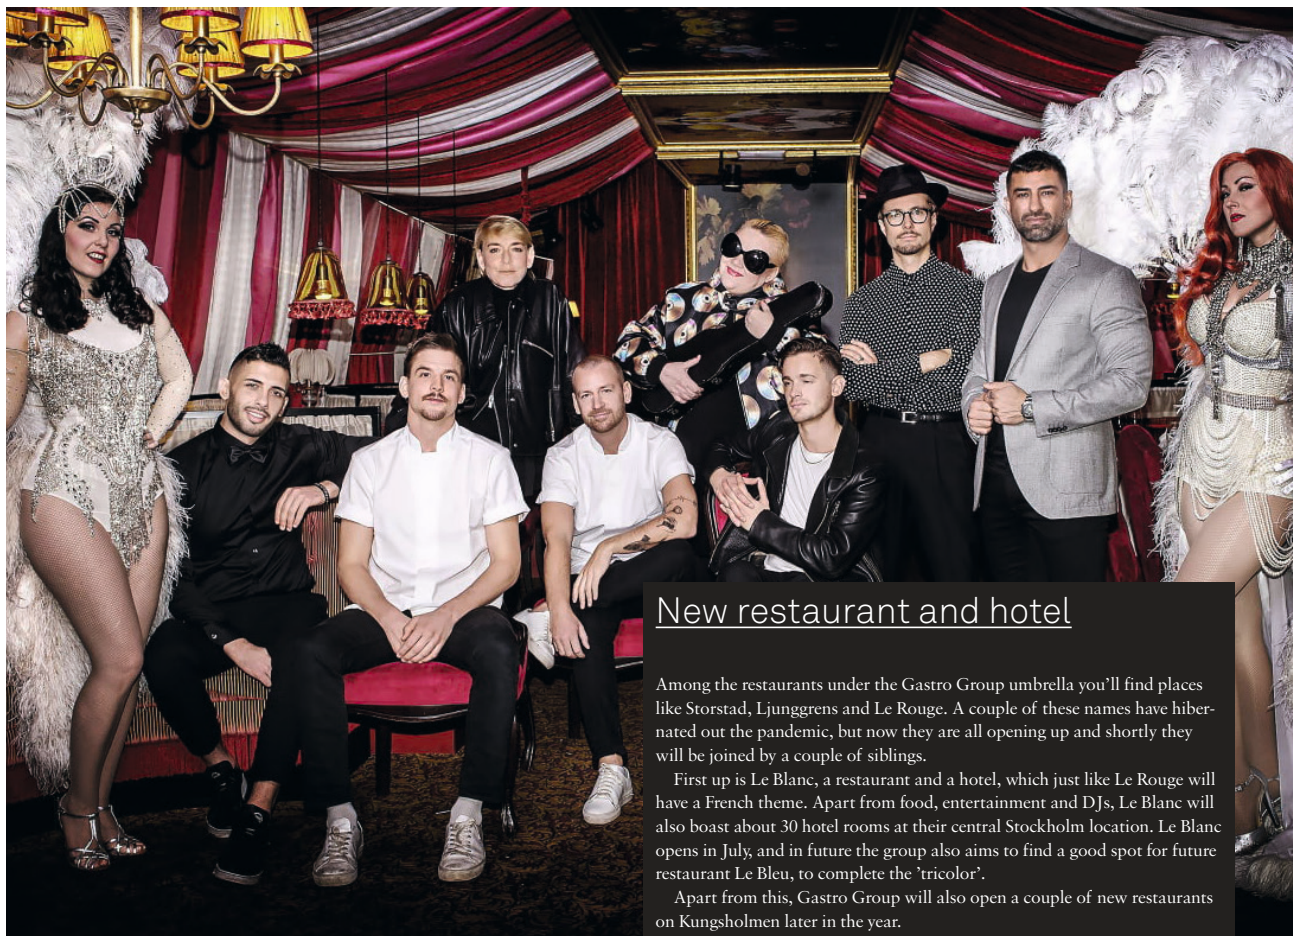 New restaurant and hotel
Among the restaurants under the Gastro Group umbrella you’ll find places
like Storstad, Ljunggrens and Le Rouge. A couple of these names have hiber-
nated out the pandemic, but now they are all opening up and shortly they
will be joined by a couple of siblings.
First up is Le Blanc, a restaurant and a hotel, which just like Le Rouge will
have a French theme. Apart from food, entertainment and DJs, Le Blanc will
also boast about 30 hotel rooms at their central Stockholm location. Le Blanc
opens in July, and in future the group also aims to find a good spot for future
restaurant Le Bleu, to complete the ’tricolor’.
Apart from this, Gastro Group will also open a couple of new restaurants
on Kungsholmen later in the year.